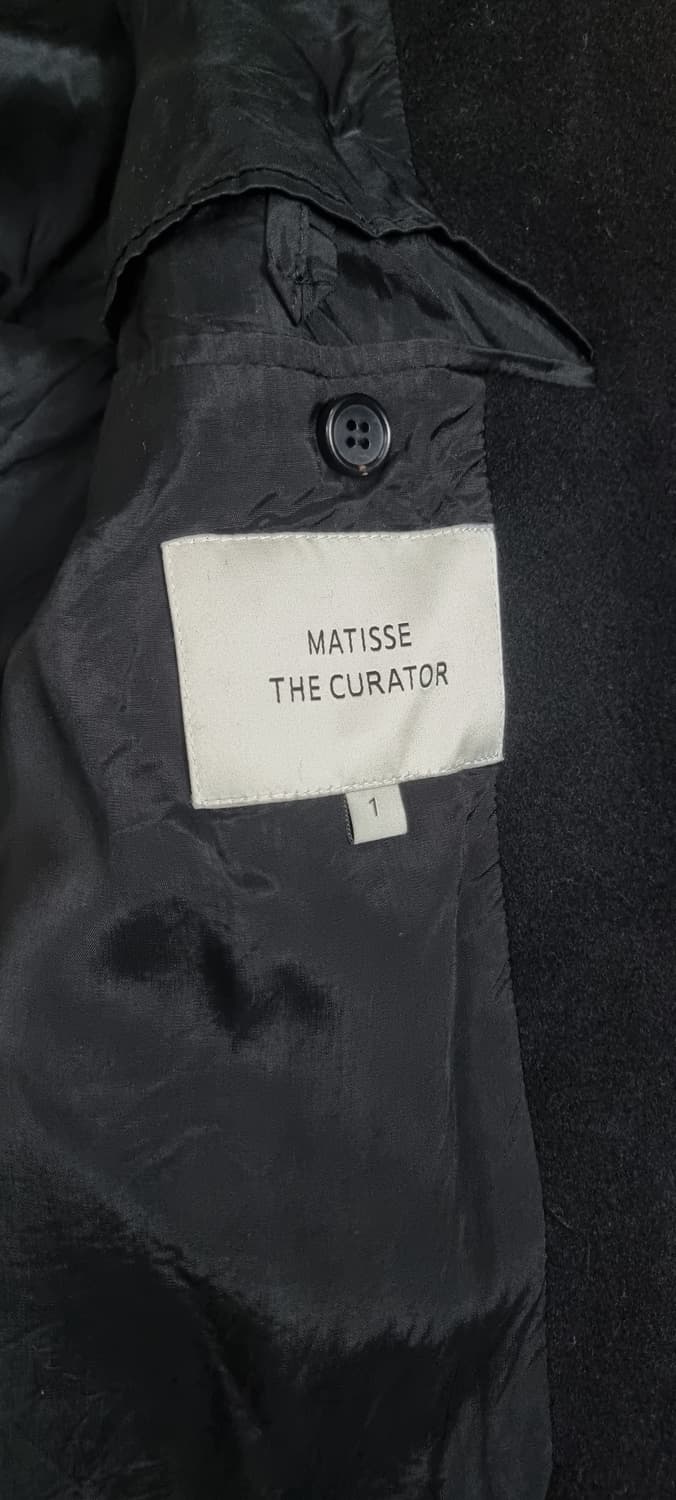 MATISSE
THE CURATOR
1